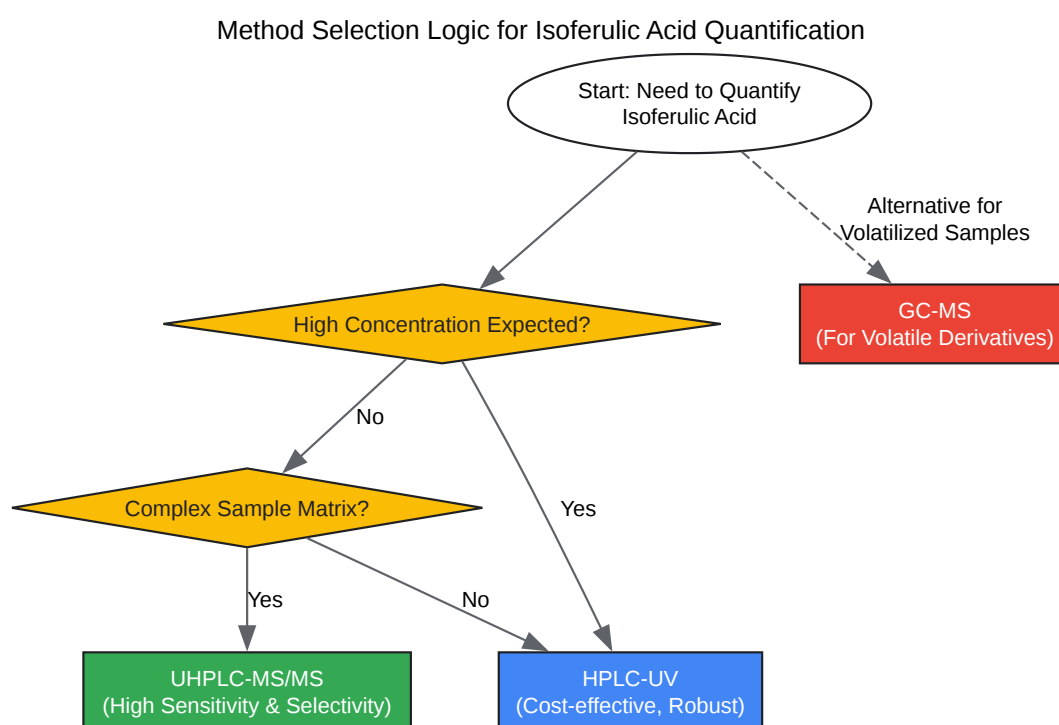 Method Selection Logic for Isoferulic Acid Quantification
Start: Need to Quantify
Isoferulic Acid
Alternative for
Volatilized Samples
High Concentration Expected?
GC-MS
(For Volatile Derivatives)
No
Complex Sample Matrix?
Yes
Yes
No
UHPLC-MS/MS
(High Sensitivity & Selectivity)
HPLC-UV
(Cost-effective, Robust)